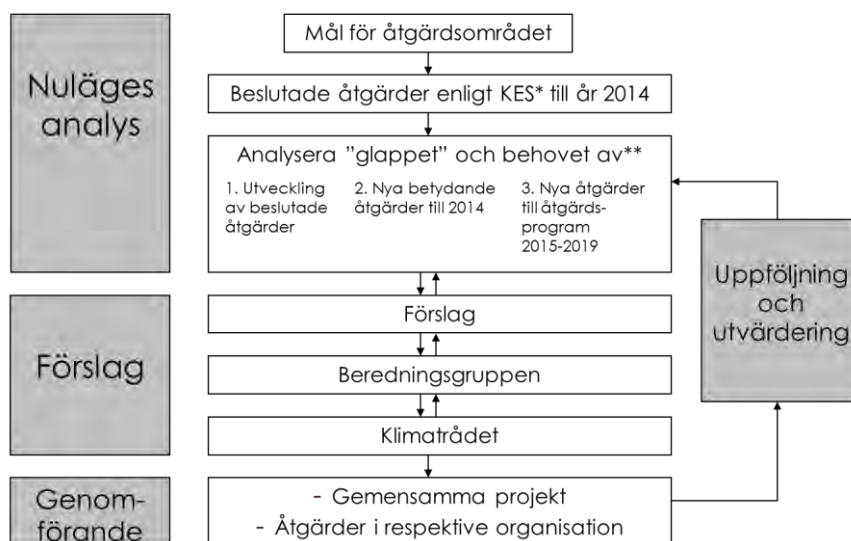 Nuläges
analys
Mål för åtgärdsområdet
Beslutade åtgärder enligt KES* till år 2014
Analysera ”glappet” och behovet av**
1. Utveckling
av beslutade
åtgärder
2. Nya betydande
åtgärder till 2014
3. Nya åtgärder
till åtgärds-
program
2015-2019
Förslag
Förslag
Beredningsgruppen
Klimatrådet
Genom-
förande
- Gemensamma projekt
- Åtgärder i respektive organisation
Uppföljning
och
utvärdering